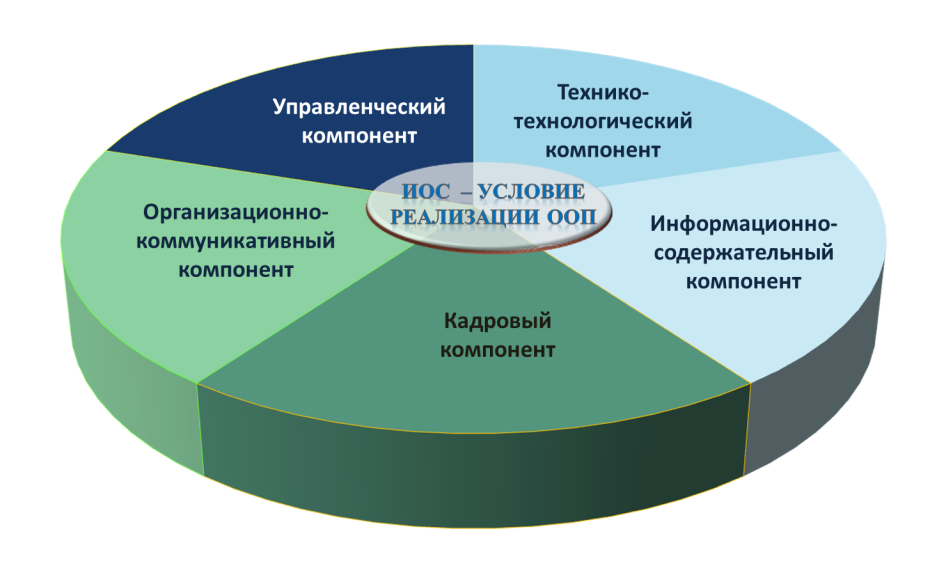 Управленческий
компонент
Технико-
технологический
компонент
ИОС – УСЛОВИЕ
РЕАЛИЗАЦИИ ООП
Организационно-
коммуникативный
компонент
Информационно-
содержательный
компонент
Кадровый
компонент